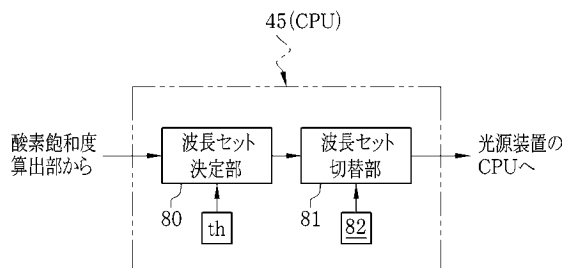 45(CPU)
酸素飽和度
算出部から
波長セット
決定部
波長セット
切替部
光源装置の
CPUへ
80
th
81
82